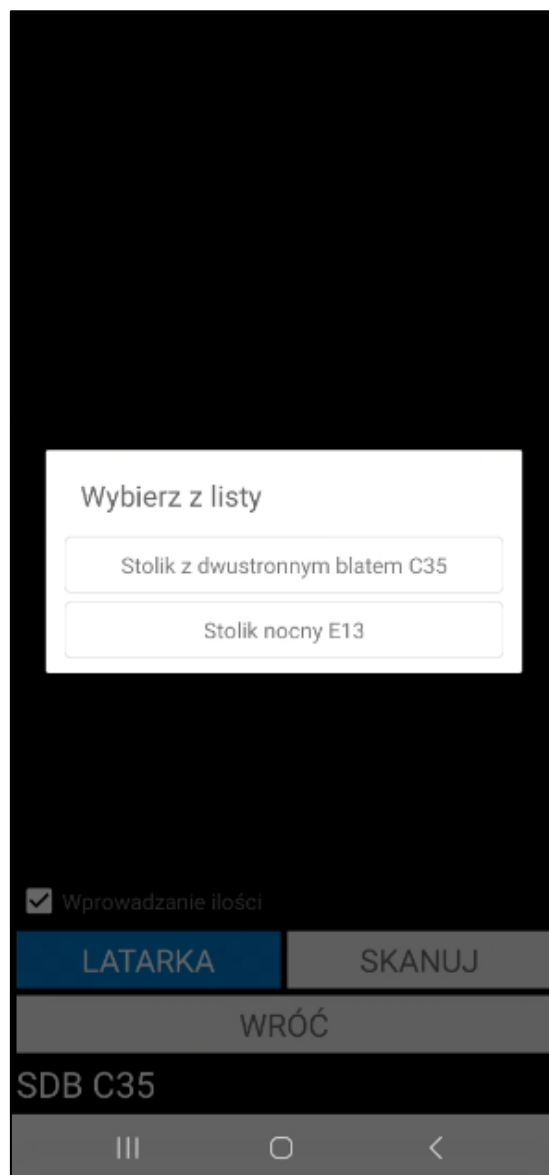 Wybierz z listy
Stolik z dwustronnym blatem C35
Stolik nocny E13
Wprowadzanie ilości
LATARKA SKANUJ
WRÓĆ
SDB C35